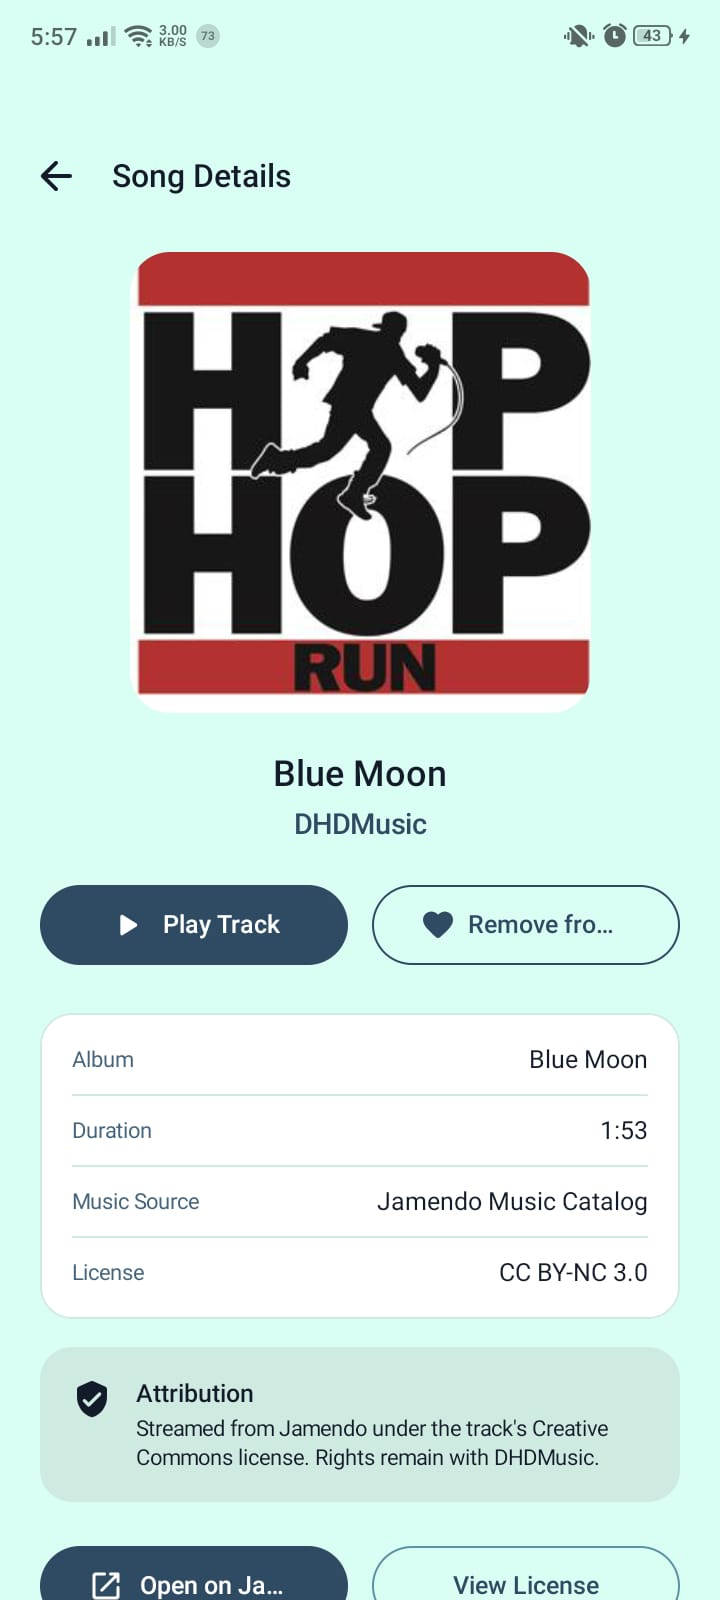 5:57 3.00 KB/S 73 43
Song Details
H P
HOP
RUN
Blue Moon
DHDMusic
Play Track Remove fro...
Album Blue Moon
Duration 1:53
Music Source Jamendo Music Catalog
License CC BY-NC 3.0
Attribution
Streamed from Jamendo under the track's Creative
Commons license. Rights remain with DHDMusic.
Open on Ja... View License